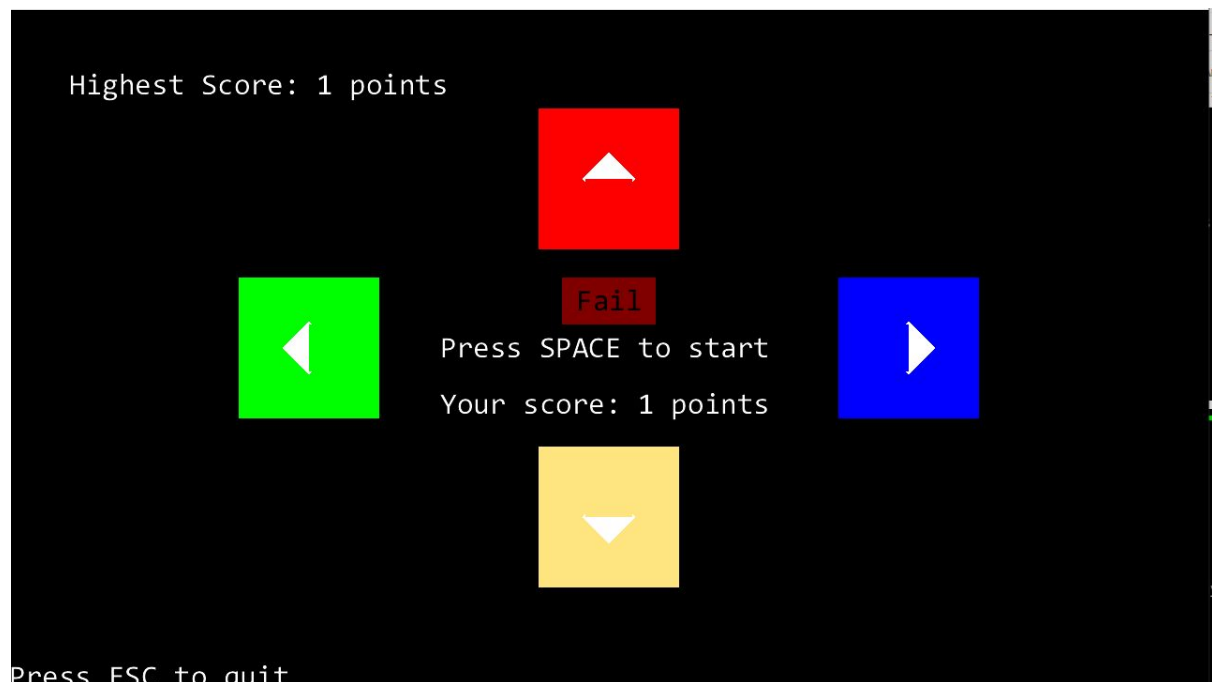 Highest Score: 1 points
Fail
Press SPACE to start
Your score: 1 points
Press ESC to quit